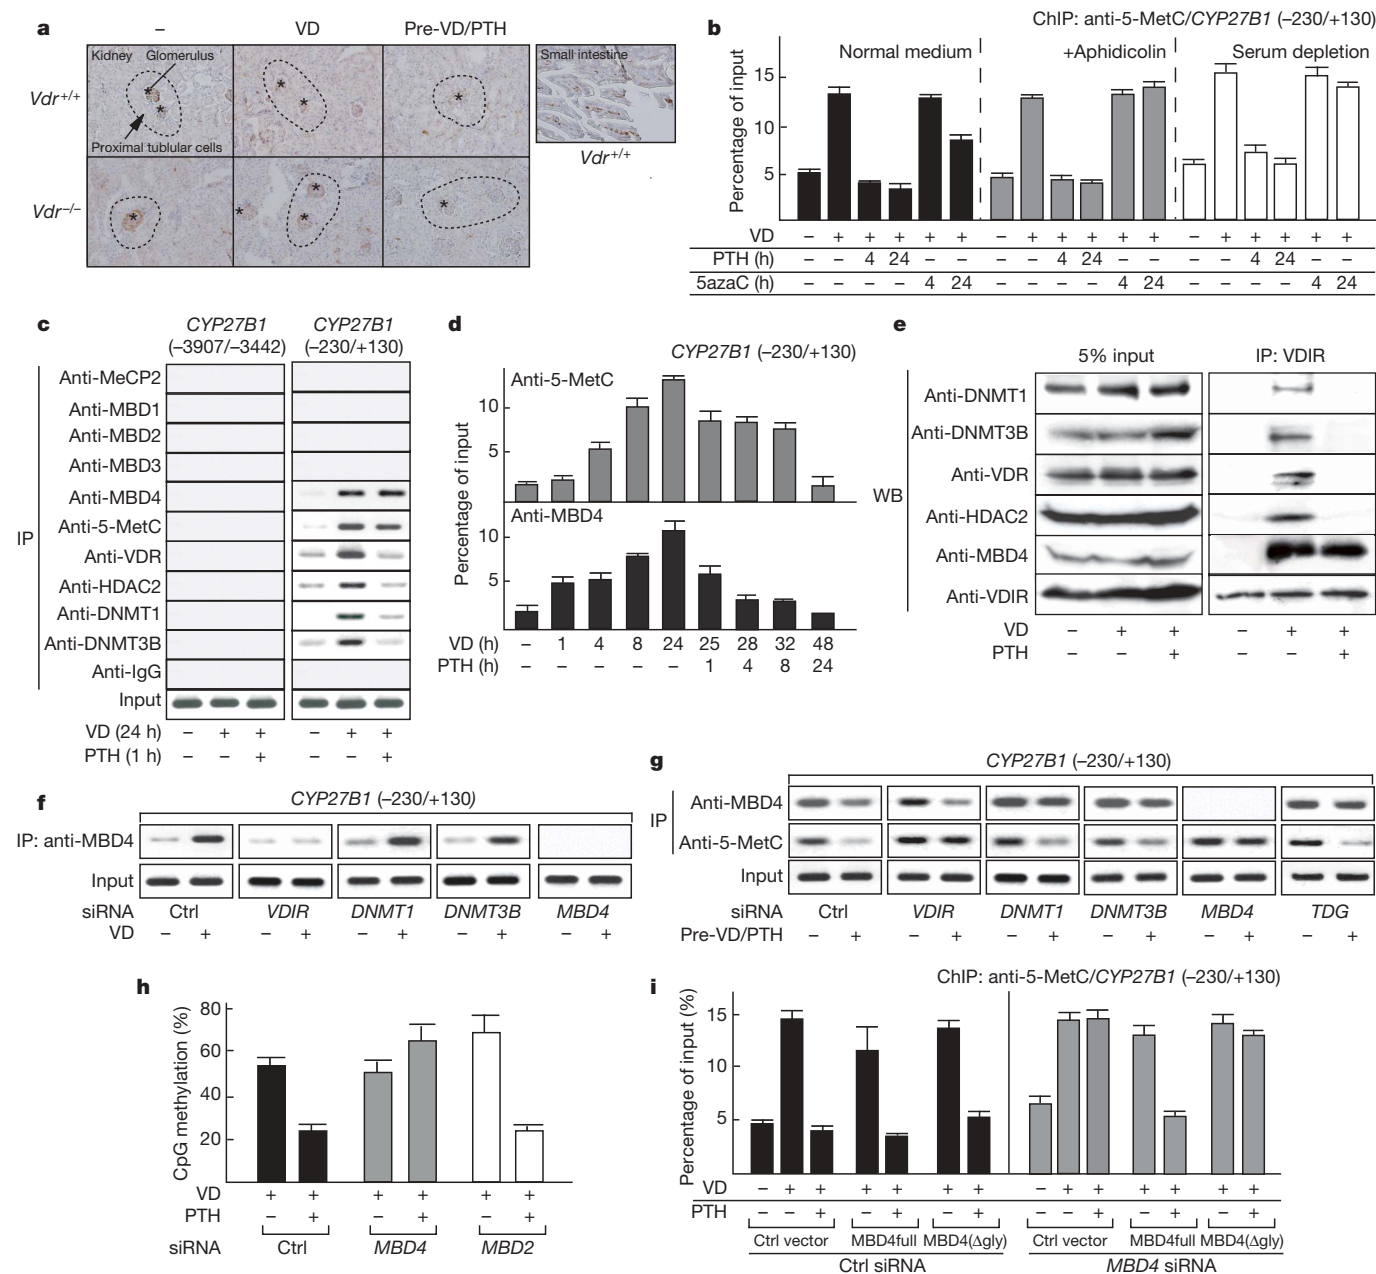 a
– VD Pre-VD/PTH
Kidney Glomerulus
Proximal tublular cells
Small intestine
Vdr+/+
Vdr–/–
Vdr+/+
b
ChIP: anti-5-MetC/CYP27B1 (–230/+130)
Normal medium +Aphidicolin Serum depletion
Percentage of input
15
10
5
VD – + + + + + – + + + + + – + + + + +
PTH (h) – – 4 24 – – – – 4 24 – – – – 4 24 – –
5azaC (h) – – – – 4 24 – – – – 4 24 – – – – 4 24
c
CYP27B1 (–3907/–3442)
CYP27B1 (–230/+130)
IP
Anti-MeCP2
Anti-MBD1
Anti-MBD2
Anti-MBD3
Anti-MBD4
Anti-5-MetC
Anti-VDR
Anti-HDAC2
Anti-DNMT1
Anti-DNMT3B
Anti-IgG
Input
VD (24 h) – + + – + +
PTH (1 h) – – + – – +
d
CYP27B1 (–230/+130)
Anti-5-MetC
Percentage of input
10
5
Anti-MBD4
10
5
VD (h) – 1 4 8 24 25 28 32 48
PTH (h) – – – – – 1 4 8 24
e
5% input IP: VDIR
WB
Anti-DNMT1
Anti-DNMT3B
Anti-VDR
Anti-HDAC2
Anti-MBD4
Anti-VDIR
VD – + + – + +
PTH – – + – – +
f
CYP27B1 (–230/+130)
IP: anti-MBD4
Input
siRNA Ctrl VDIR DNMT1 DNMT3B MBD4
VD – + – + – + – + – +
g
CYP27B1 (–230/+130)
IP
Anti-MBD4
Anti-5-MetC
Input
siRNA Ctrl VDIR DNMT1 DNMT3B MBD4 TDG
Pre-VD/PTH – + – + – + – + – + – +
h
CpG methylation (%)
80
60
40
20
VD + + + + + +
PTH – + – + – +
siRNA Ctrl MBD4 MBD2
i
ChIP: anti-5-MetC/CYP27B1 (–230/+130)
Percentage of input (%)
15
10
5
VD – + + + + + + – + + + + + +
PTH – – + – + – + – – + – + – +
Ctrl vector MBD4full MBD4(Δgly) Ctrl vector MBD4full MBD4(Δgly)
Ctrl siRNA MBD4 siRNA